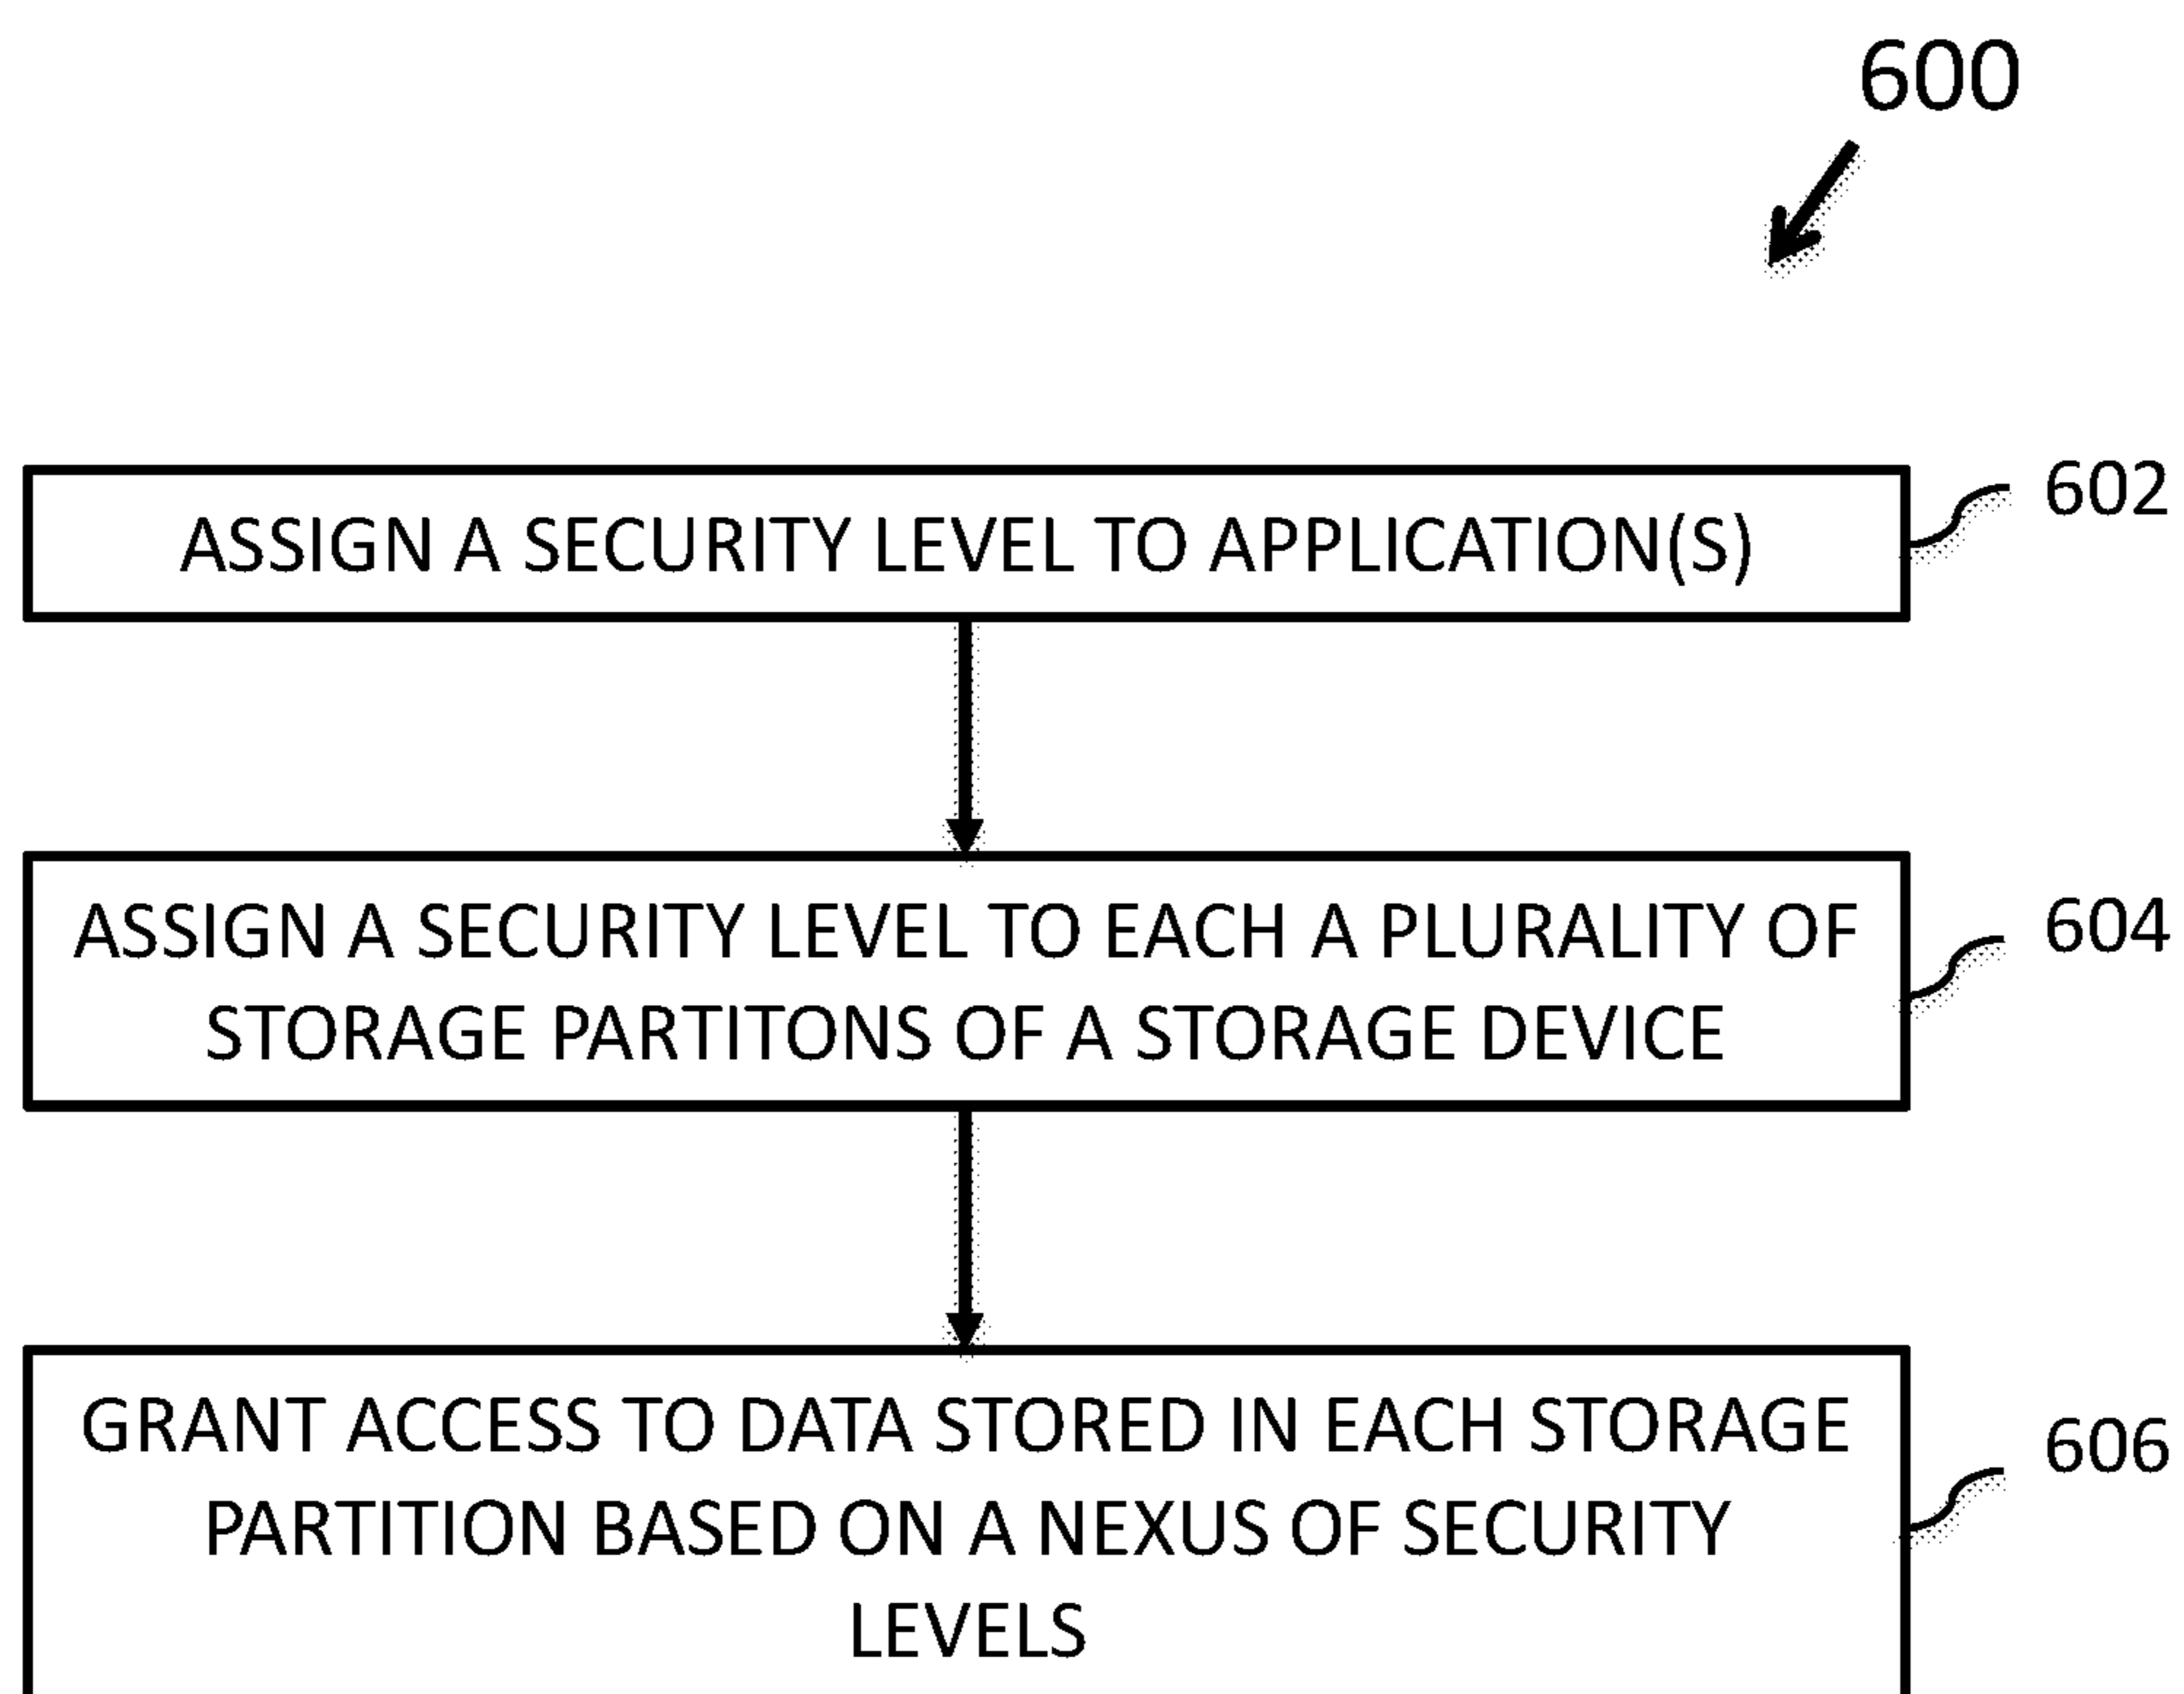 600
ASSIGN A SECURITY LEVEL TO APPLICATION(S)
602
ASSIGN A SECURITY LEVEL TO EACH A PLURALITY OF
STORAGE PARTITONS OF A STORAGE DEVICE
604
GRANT ACCESS TO DATA STORED IN EACH STORAGE
PARTITION BASED ON A NEXUS OF SECURITY
LEVELS
606